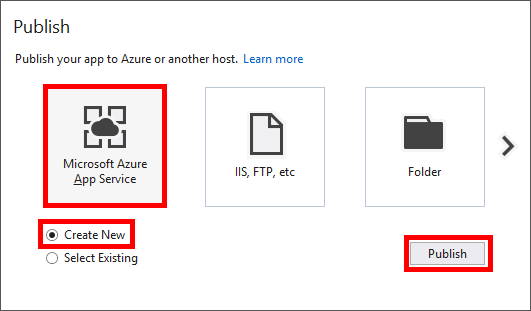 Publish
Publish your app to Azure or another host. Learn more
Microsoft Azure
App Service
IIS, FTP, etc
Folder
Create New
Select Existing
Publish